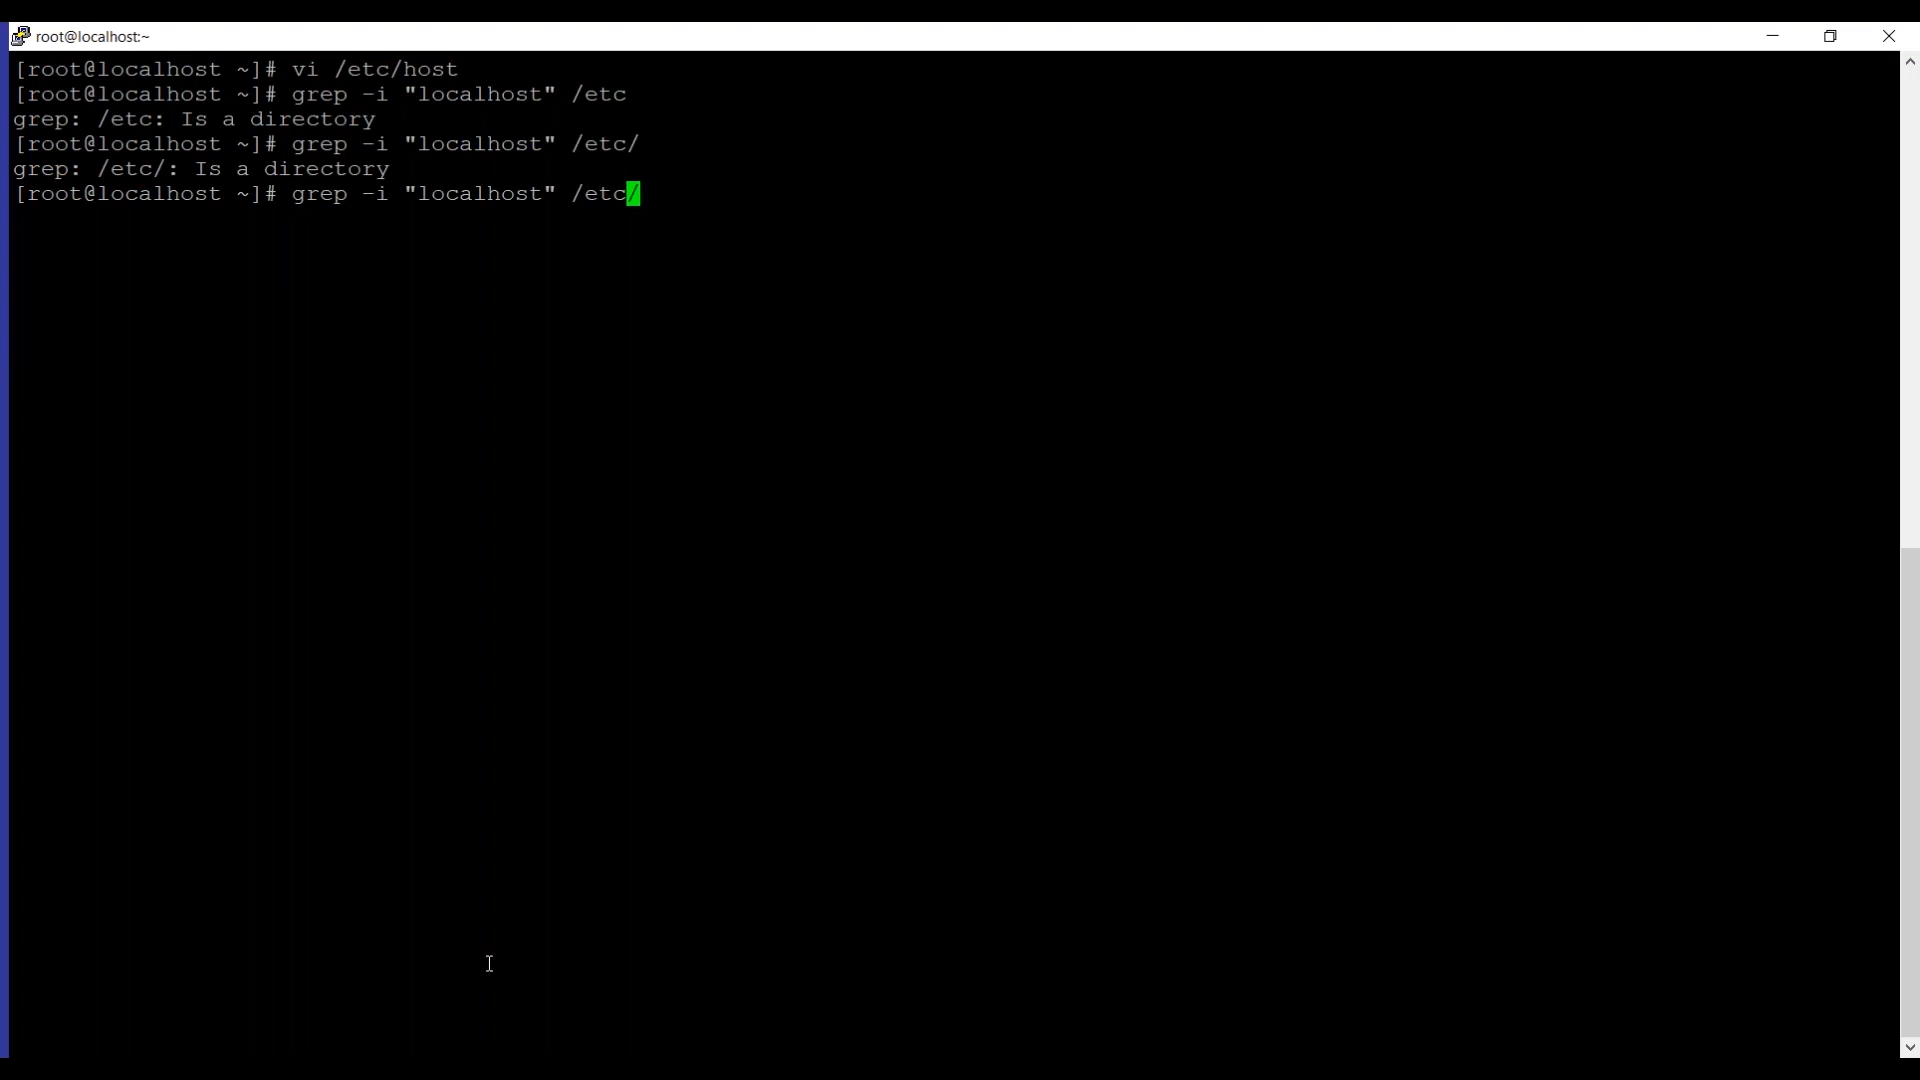 root@localhost:~
[root@localhost ~]# vi /etc/host
[root@localhost ~]# grep -i "localhost" /etc
grep: /etc: Is a directory
[root@localhost ~]# grep -i "localhost" /etc/
grep: /etc/: Is a directory
[root@localhost ~]# grep -i "localhost" /etc/